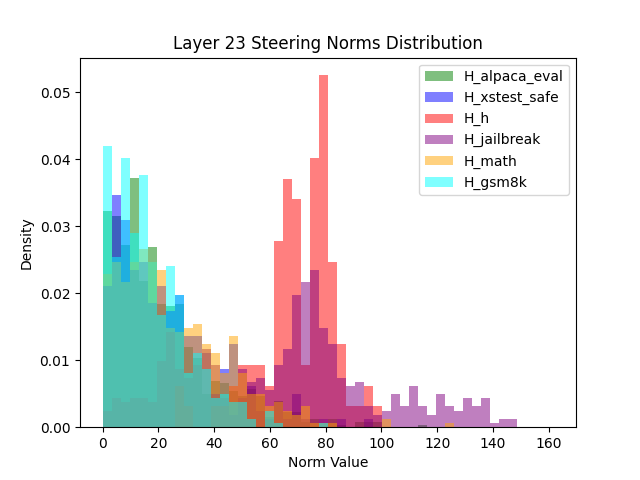 Layer 23 Steering Norms Distribution
H_alpaca_eval
H_xstest_safe
H_h
H_jailbreak
H_math
H_gsm8k
Density
0.05
0.04
0.03
0.02
0.01
0.00
0 20 40 60 80 100 120 140 160
Norm Value